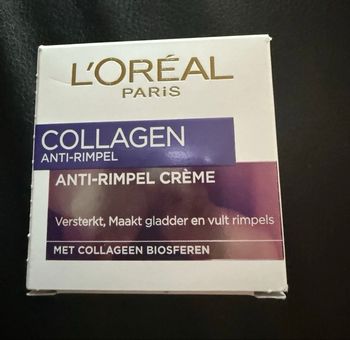 L'ORÉAL
PARIS
COLLAGEN
ANTI-RIMPEL
ANTI-RIMPEL CRÈME
Versterkt, Maakt gladder en vult rimpels
MET COLLAGEEN BIOSFEREN